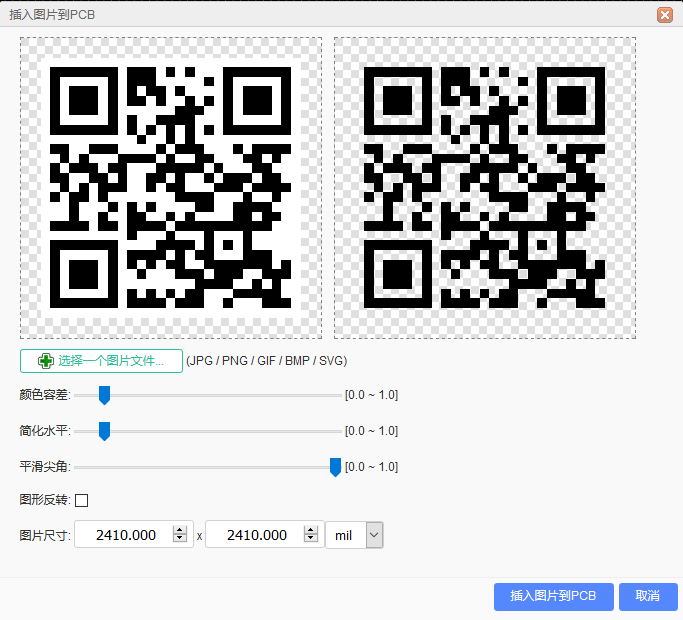 插入图片到PCB
选择一个图片文件... (JPG / PNG / GIF / BMP / SVG)
颜色容差: [0.0 ~ 1.0]
简化水平: [0.0 ~ 1.0]
平滑尖角: [0.0 ~ 1.0]
图形反转:
图片尺寸: 2410.000 x 2410.000 mil
插入图片到PCB 取消